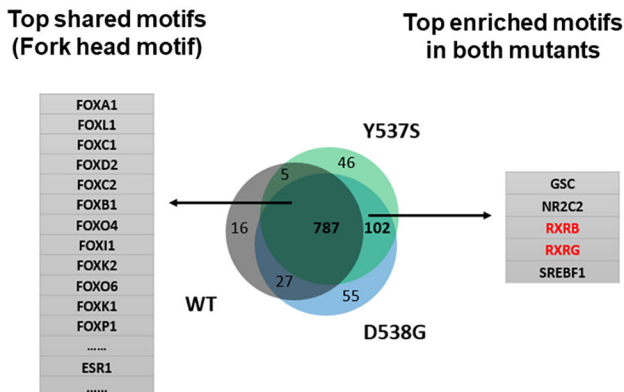 Top shared motifs
(Fork head motif)
Top enriched motifs
in both mutants
FOXA1
FOXL1
FOXC1
FOXD2
FOXC2
FOXB1
FOXO4
FOXI1
FOXK2
FOXO6
FOXK1
FOXP1
......
ESR1
......
Y537S
46
5
16
787
102
27
55
WT
D538G
GSC
NR2C2
RXRB
RXRG
SREBF1